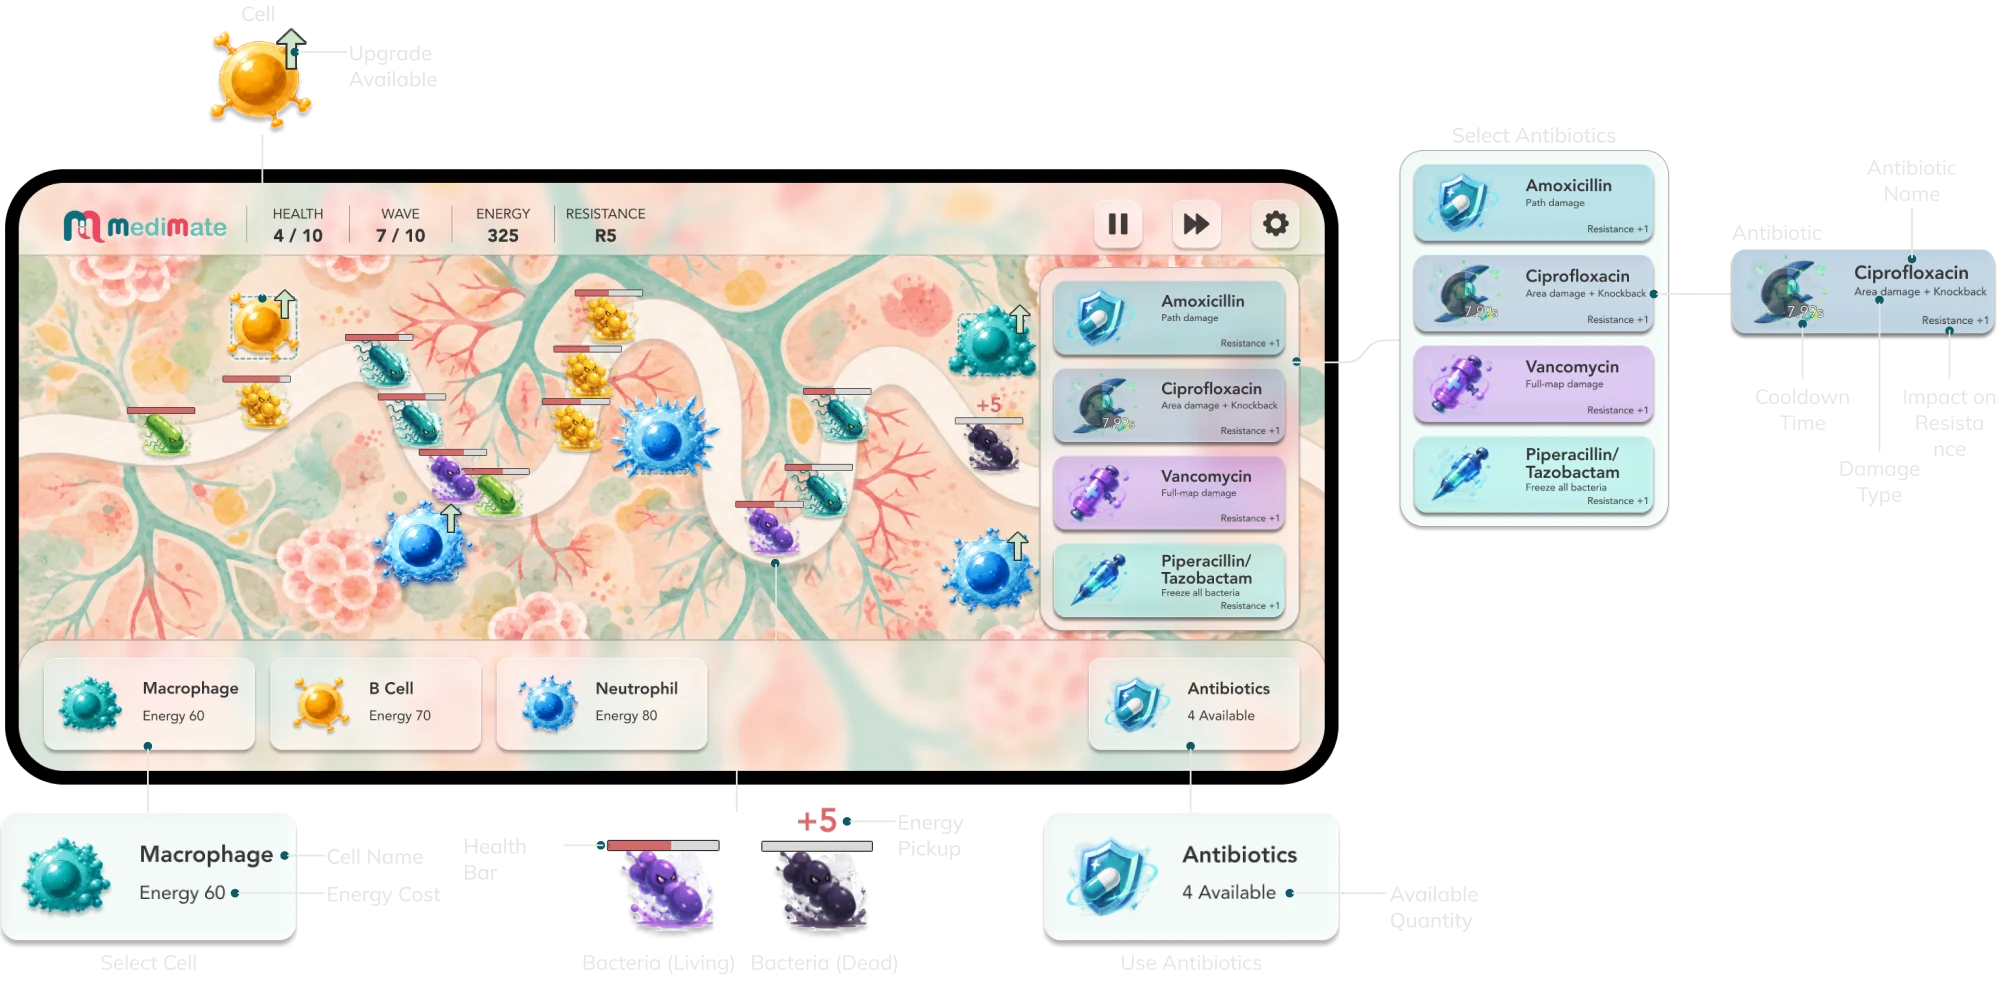 Cell
Upgrade
Available
medimate
HEALTH
4 / 10
WAVE
7 / 10
ENERGY
325
RESISTANCE
R5
+5
Amoxicillin
Path damage
Resistance +1
Ciprofloxacin
Area damage + Knockback
Resistance +1
Vancomycin
Full-map damage
Resistance +1
Piperacillin/
Tazobactam
Freeze all bacteria
Resistance +1
Macrophage
Energy 60
B Cell
Energy 70
Neutrophil
Energy 80
Antibiotics
4 Available
Select Antibiotics
Amoxicillin
Path damage
Resistance +1
Ciprofloxacin
Area damage + Knockback
Resistance +1
Vancomycin
Full-map damage
Resistance +1
Piperacillin/
Tazobactam
Freeze all bacteria
Resistance +1
Antibiotic
Name
Antibiotic
Ciprofloxacin
Area damage + Knockback
Resistance +1
Cooldown
Time
Impact on
Resista
nce
Damage
Type
Macrophage
Energy 60
Cell Name
Energy Cost
Select Cell
Health
Bar
+5
Energy
Pickup
Bacteria (Living)
Bacteria (Dead)
Antibiotics
4 Available
Available
Quantity
Use Antibiotics